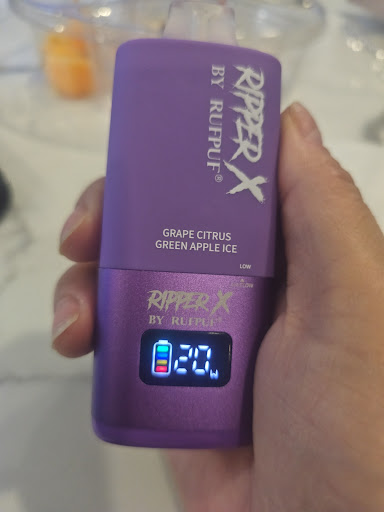 RIPPER X
BY RUFPUF®
GRAPE CITRUS
GREEN APPLE ICE
LOW
RIPPER X
BY RUFPUF
20W